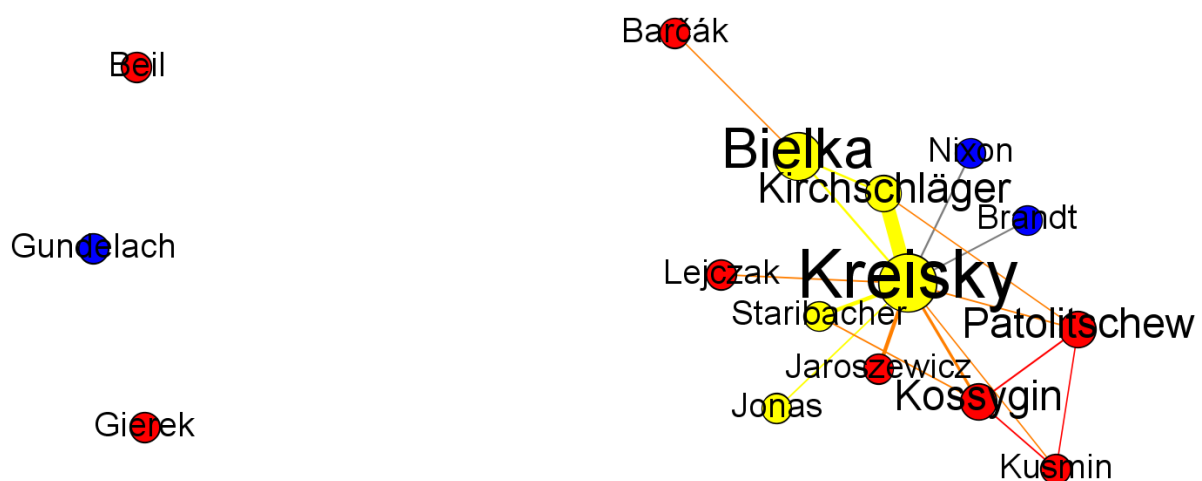 Barčák
Beil
Bielka
Nixon
Kirchschläger
Brandt
Gundelach
Lejczak
Kreisky
Staribacher
Patolitschew
Jaroszewicz
Kossygin
Jonas
Gierek
Kusmin